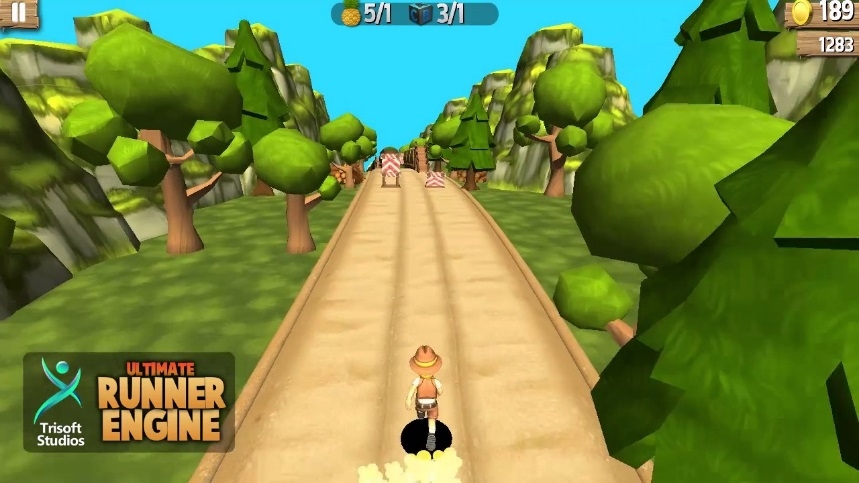 5/1 3/1
189
1283
ULTIMATE
RUNNER
ENGINE
Trisoft
Studios